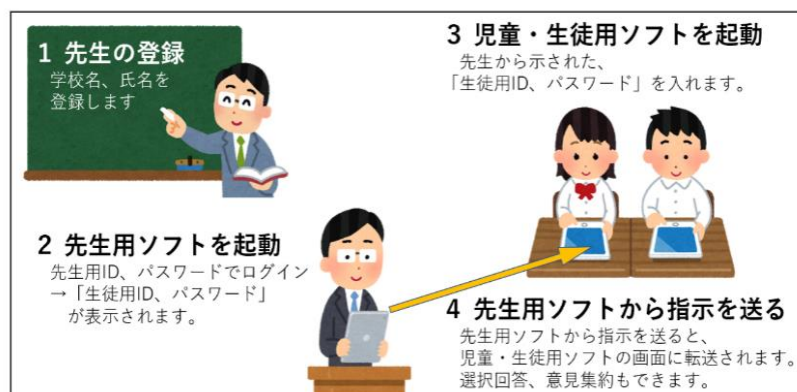 1 先生の登録
学校名、氏名を
登録します
2 先生用ソフトを起動
先生用ID、パスワードでログイン
→「生徒用ID、パスワード」
が表示されます。
3 児童・生徒用ソフトを起動
先生から示された、
「生徒用ID、パスワード」を入れます。
4 先生用ソフトから指示を送る
先生用ソフトから指示を送ると、
児童・生徒用ソフトの画面に転送されます。
選択回答、意見集約もできます。